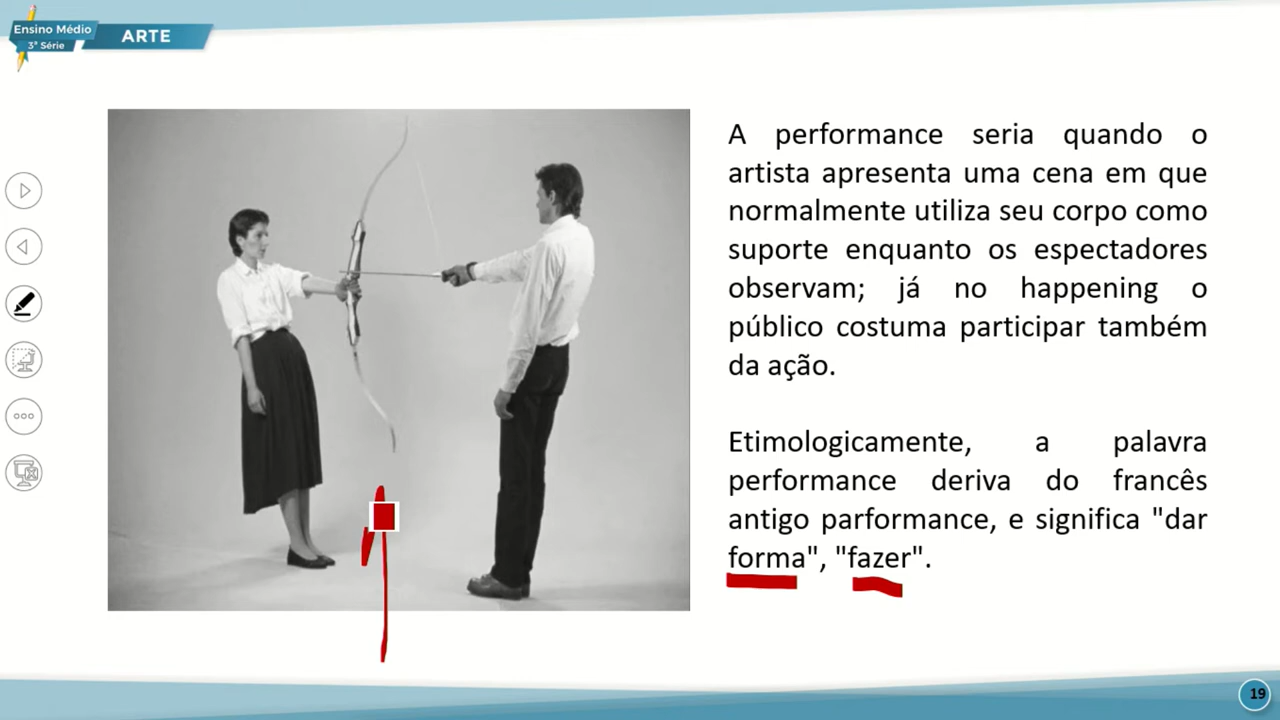 Ensino Médio
3ª Série
ARTE
A performance seria quando o
artista apresenta uma cena em que
normalmente utiliza seu corpo como
suporte enquanto os espectadores
observam; já no happening o
público costuma participar também
da ação.
Etimologicamente, a palavra
performance deriva do francês
antigo parformance, e significa "dar
forma", "fazer".
19